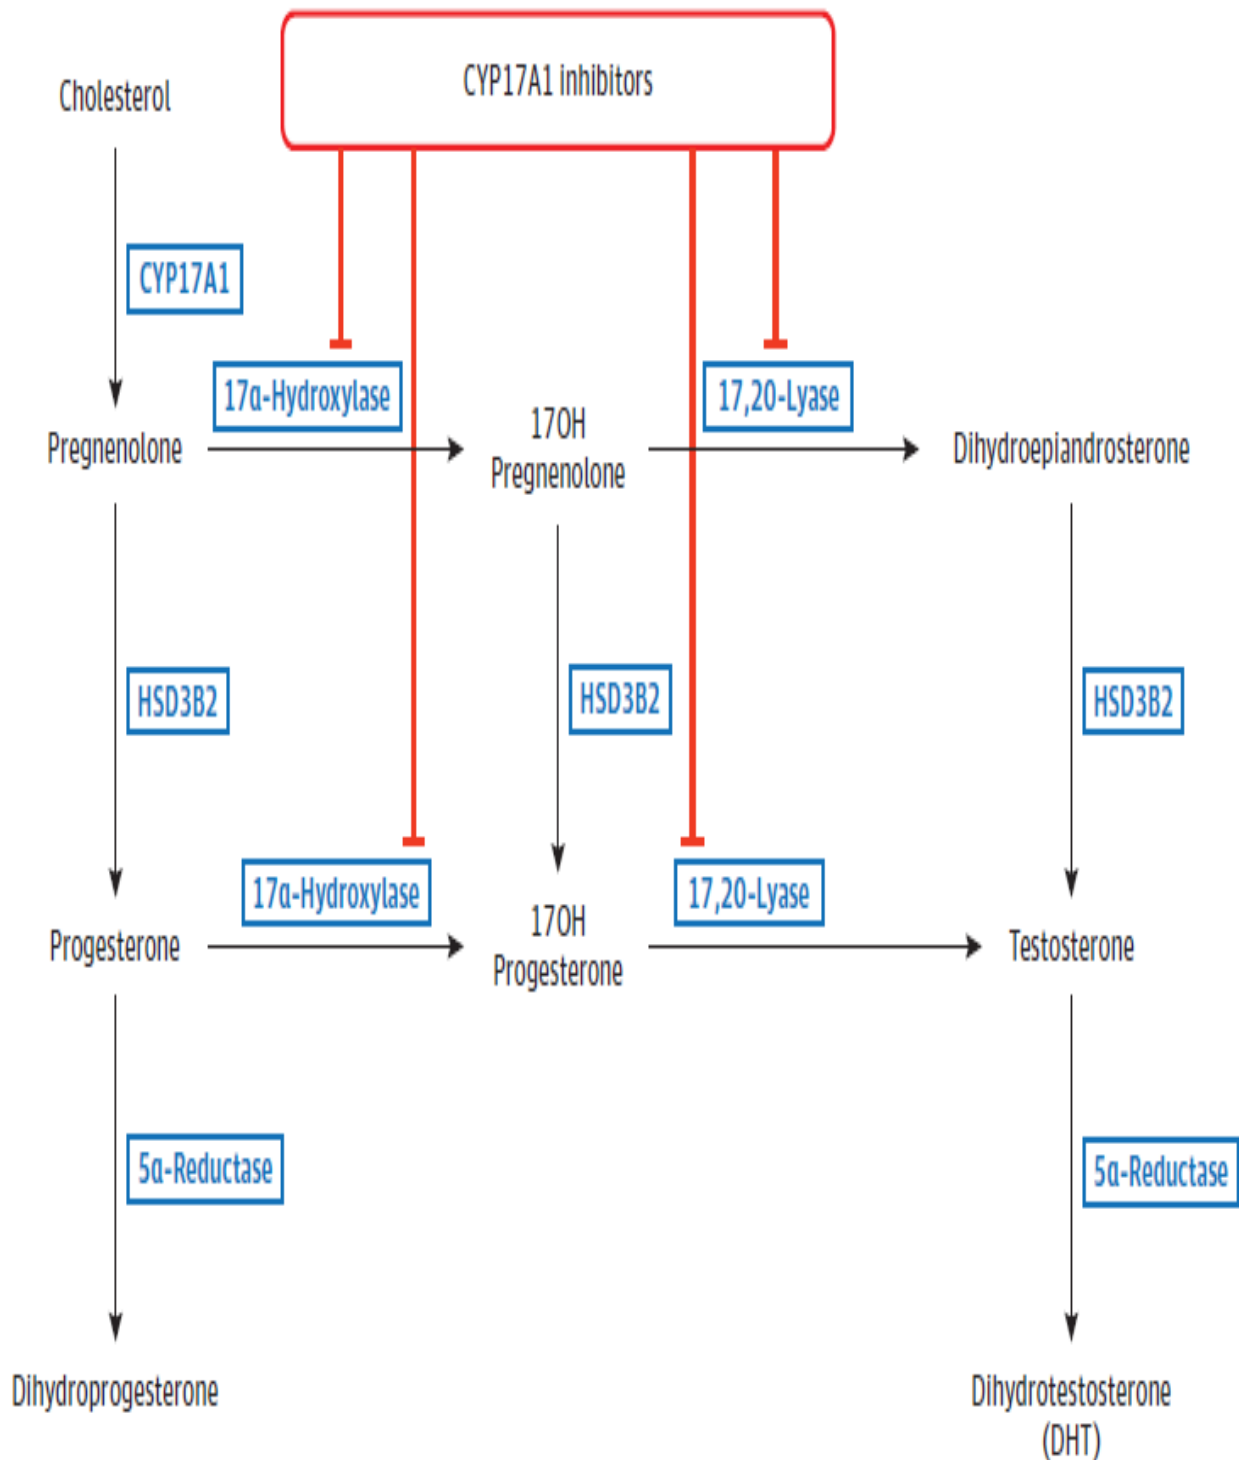 CYP17A1 inhibitors
Cholesterol
CYP17A1
17α-Hydroxylase
17,20-Lyase
Pregnenolone
17OH
Pregnenolone
Dihydroepiandrosterone
HSD3B2
HSD3B2
HSD3B2
17α-Hydroxylase
17,20-Lyase
Progesterone
17OH
Progesterone
Testosterone
5α-Reductase
5α-Reductase
Dihydroprogesterone
Dihydrotestosterone
(DHT)